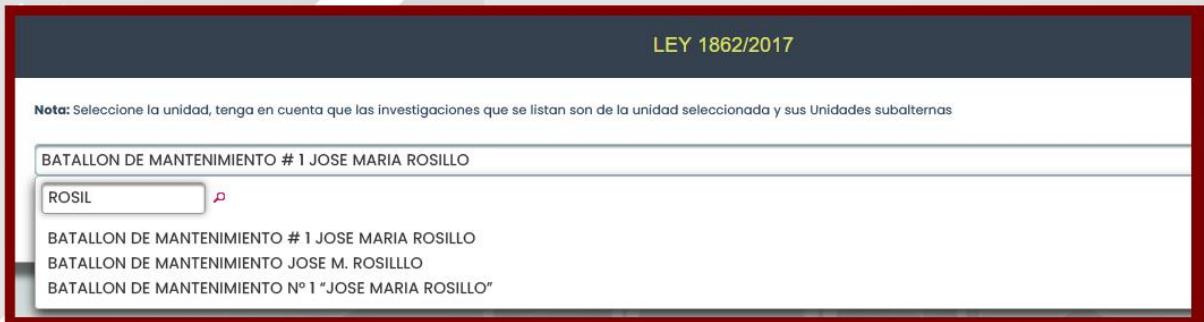 LEY 1862/2017
Nota: Seleccione la unidad, tenga en cuenta que las investigaciones que se listan son de la unidad seleccionada y sus Unidades subalternas
BATALLON DE MANTENIMIENTO # 1 JOSE MARIA ROSILLO
ROSIL
BATALLON DE MANTENIMIENTO # 1 JOSE MARIA ROSILLO
BATALLON DE MANTENIMIENTO JOSE M. ROSILLLO
BATALLON DE MANTENIMIENTO Nº 1 “JOSE MARIA ROSILLO”